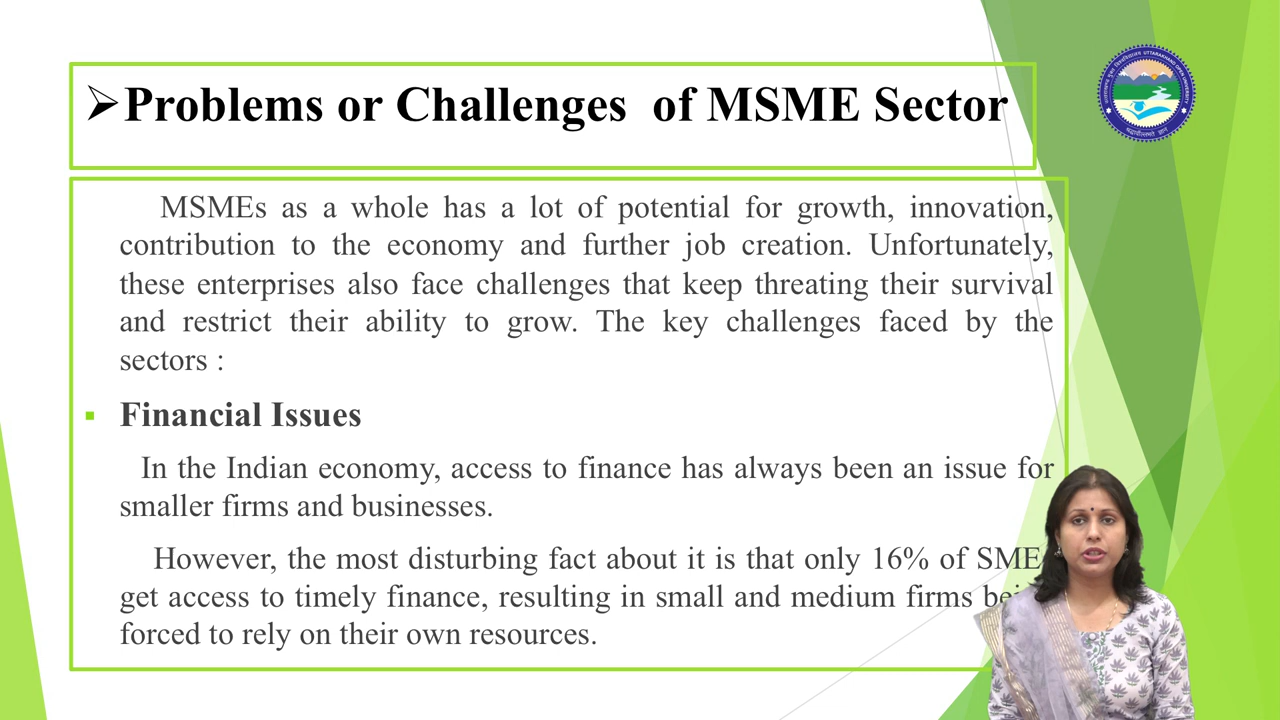 ➢Problems or Challenges of MSME Sector
MSMEs as a whole has a lot of potential for growth, innovation,
contribution to the economy and further job creation. Unfortunately,
these enterprises also face challenges that keep threating their survival
and restrict their ability to grow. The key challenges faced by the
sectors :
▪ Financial Issues
In the Indian economy, access to finance has always been an issue for
smaller firms and businesses.
However, the most disturbing fact about it is that only 16% of SME
get access to timely finance, resulting in small and medium firms
forced to rely on their own resources.
UTTARAKHAND OPEN UNIVERSITY